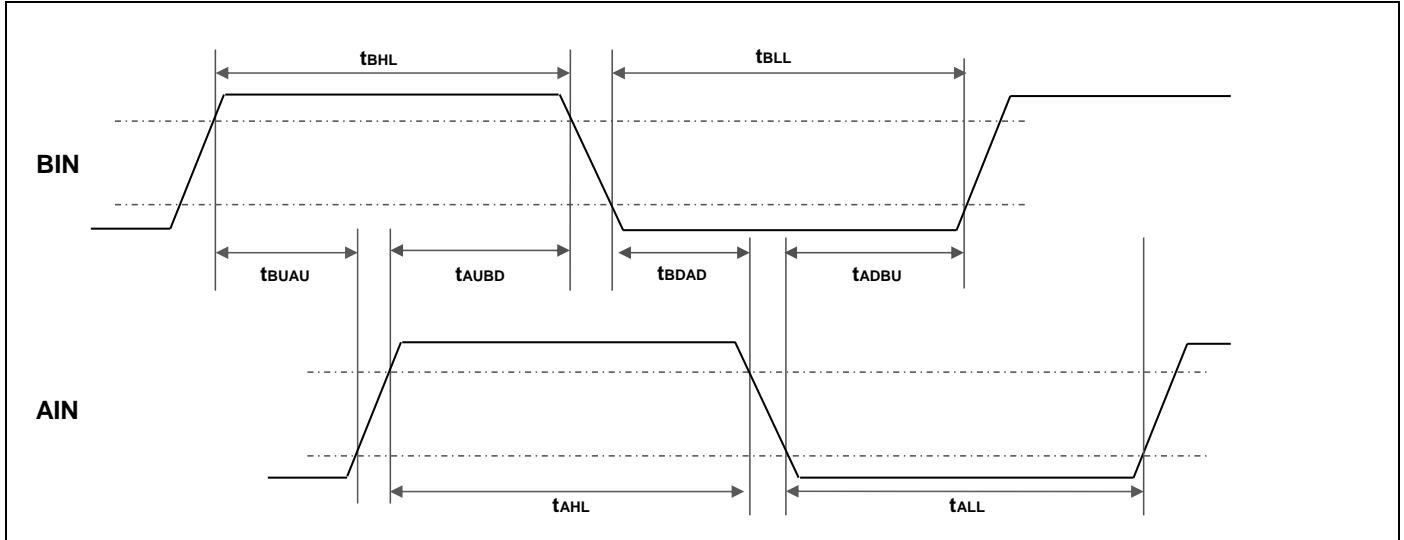 tBHL tBLL
BIN
tBUAU tAUBD tBDAD tADBU
AIN
tAHL tALL